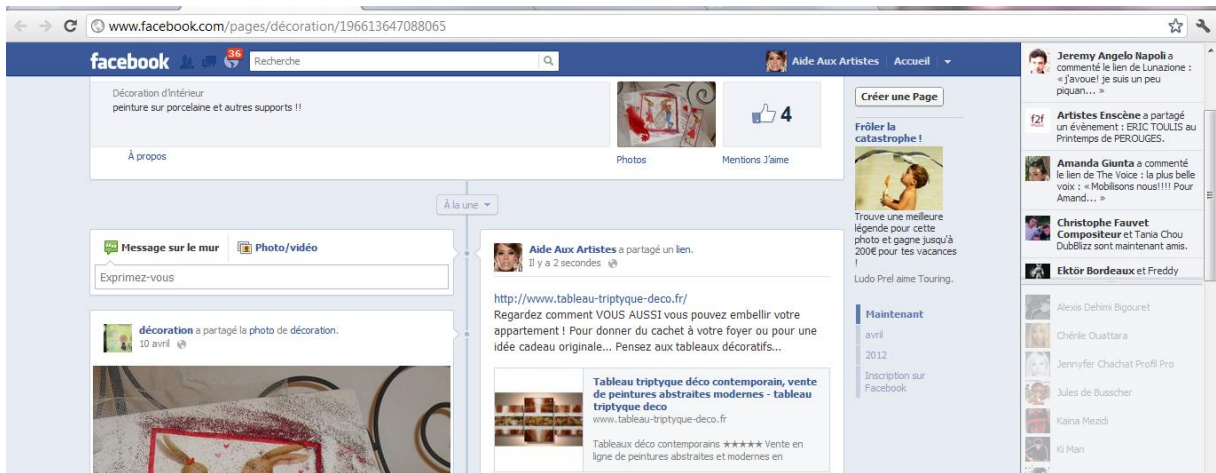 www.facebook.com/pages/décoration/196613647088065
facebook
36
Recherche
Aide Aux Artistes
Accueil
Décoration d'intérieur
peinture sur porcelaine et autres supports !!
À propos
Photos
4
Mentions J'aime
À la une
Message sur le mur
Photo/vidéo
Exprimez-vous
décoration a partagé la photo de décoration.
10 avril
Aide Aux Artistes a partagé un lien.
Il y a 2 secondes
http://www.tableau-triptyque-deco.fr/
Regardez comment VOUS AUSSI vous pouvez embellir votre
appartement ! Pour donner du cachet à votre foyer ou pour une
idée cadeau originale... Pensez aux tableaux décoratifs...
Tableau triptyque déco contemporain, vente
de peintures abstraites modernes - tableau
triptyque deco
www.tableau-triptyque-deco.fr
Tableaux déco contemporains ★★★★★ Vente en
ligne de peintures abstraites et modernes en
Créer une Page
Frôler la
catastrophe !
Trouve une meilleure
légende pour cette
photo et gagne jusqu'à
200€ pour tes vacances
!
Ludo Prel aime Touring.
Maintenant
avril
2012
Inscription sur
Facebook
Jeremy Angelo Napoli a
commenté le lien de Lunazione :
« j'avoue! je suis un peu
piquan... »
f2f
Artistes Enscène a partagé
un évènement : ERIC TOULIS au
Printemps de PEROUGES.
Amanda Giunta a commenté
le lien de The Voice : la plus belle
voix : « Mobilisons nous!!!! Pour
Amand... »
Christophe Fauvet
Compositeur et Tania Chou
DubBlizz sont maintenant amis.
Ektör Bordeaux et Freddy
Alexis Dehimi Bigouret
Chérile Ouattara
Jennyfer Chachat Profil Pro
Jules de Busscher
Kaina Mezidi
Ki Man